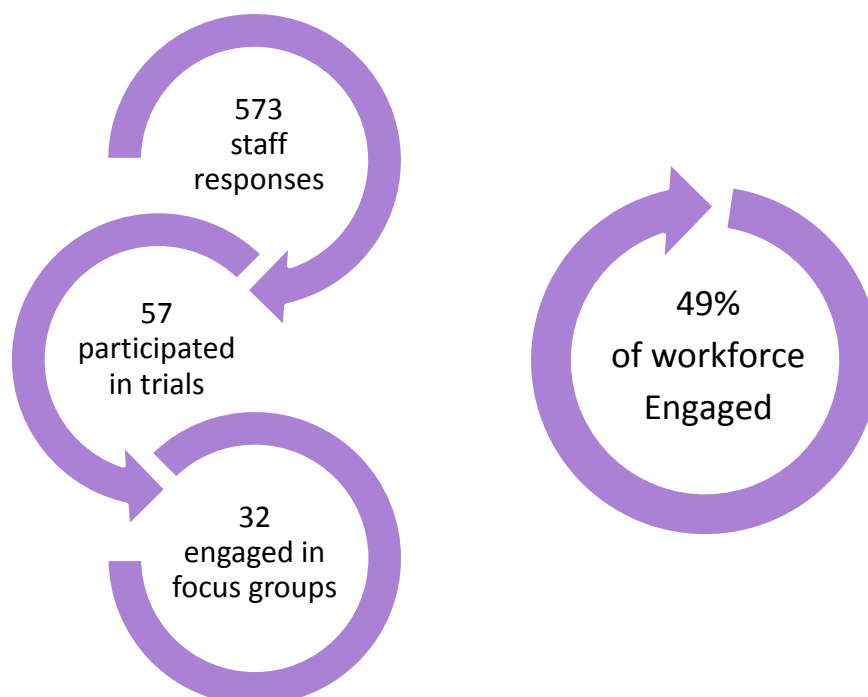 573
staff
responses
57
participated
in trials
32
engaged in
focus groups
49%
of workforce
Engaged